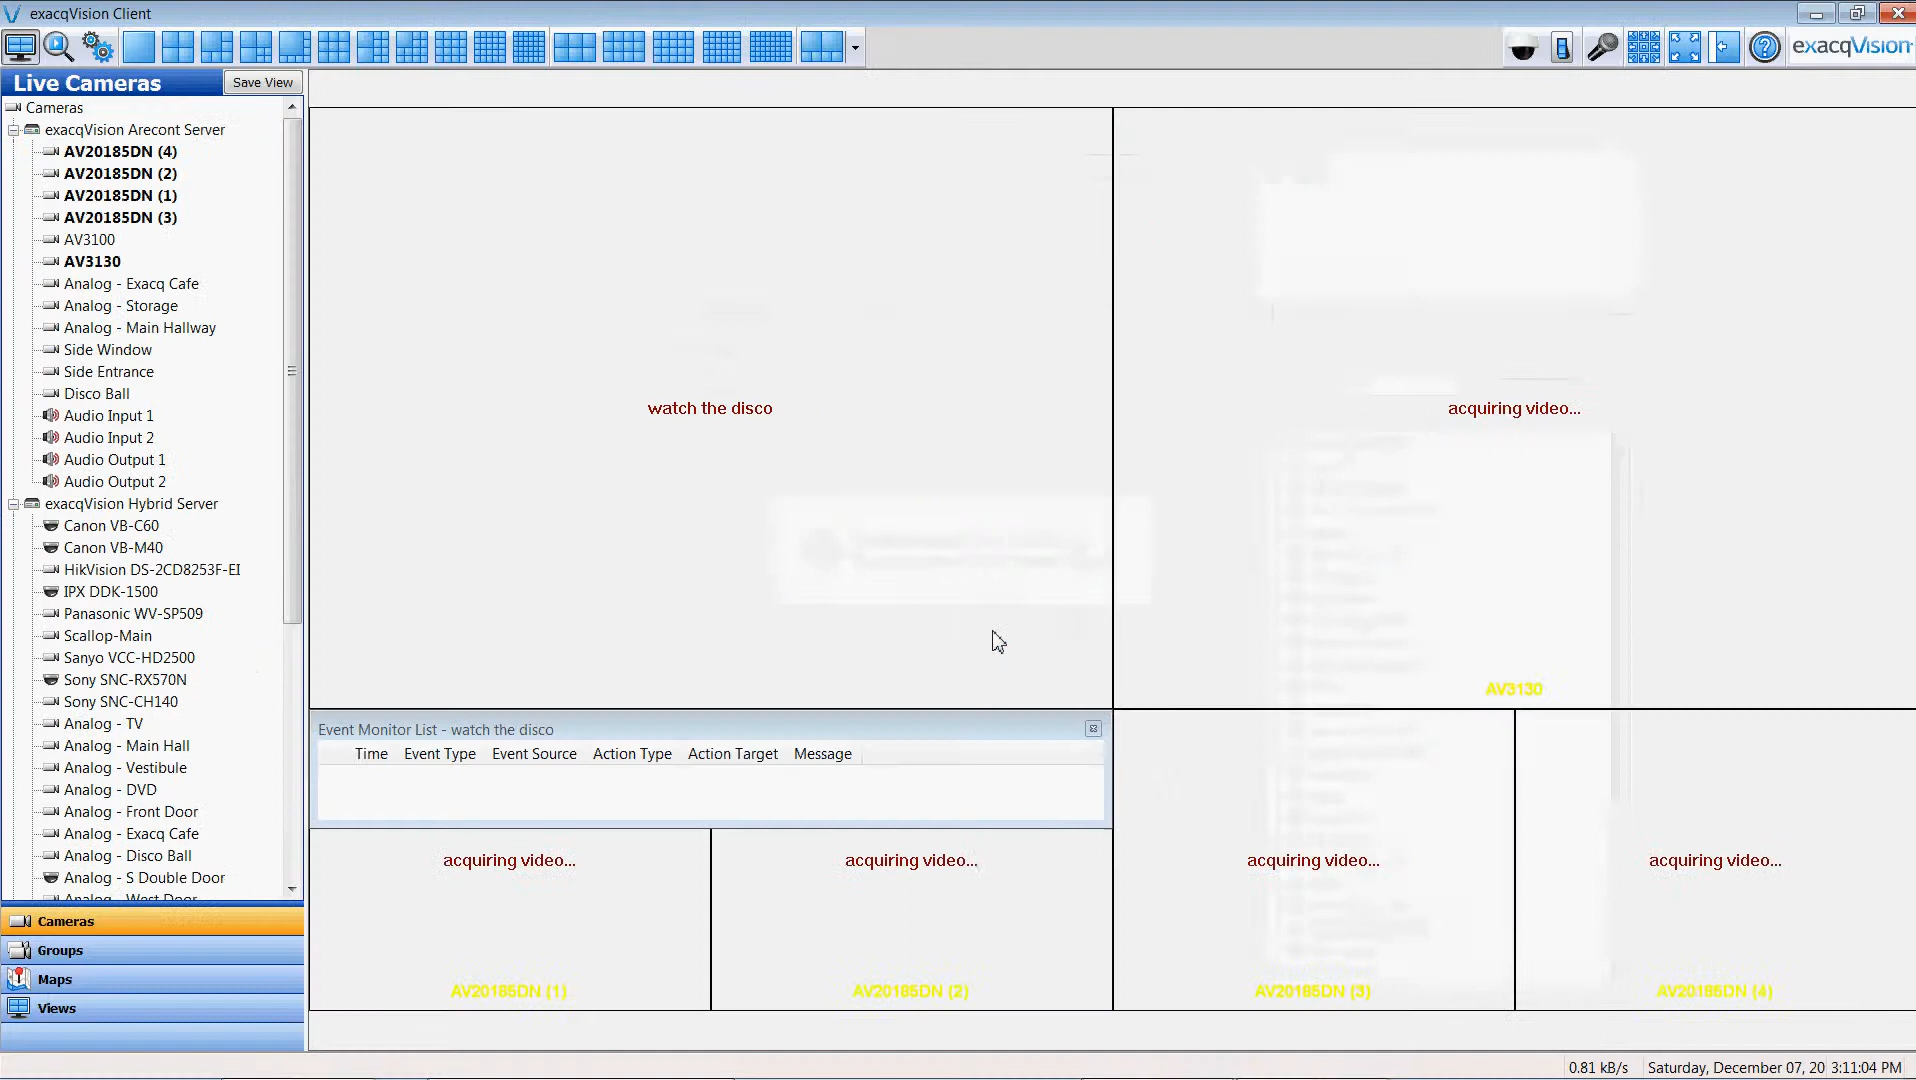 exacqVision Client
exacqVision
Live Cameras
Save View
Cameras
exacqVision Arecont Server
AV20185DN (4)
AV20185DN (2)
AV20185DN (1)
AV20185DN (3)
AV3100
AV3130
Analog - Exacq Cafe
Analog - Storage
Analog - Main Hallway
Side Window
Side Entrance
Disco Ball
Audio Input 1
Audio Input 2
Audio Output 1
Audio Output 2
exacqVision Hybrid Server
Canon VB-C60
Canon VB-M40
HikVision DS-2CD8253F-EI
IPX DDK-1500
Panasonic WV-SP509
Scallop-Main
Sanyo VCC-HD2500
Sony SNC-RX570N
Sony SNC-CH140
Analog - TV
Analog - Main Hall
Analog - Vestibule
Analog - DVD
Analog - Front Door
Analog - Exacq Cafe
Analog - Disco Ball
Analog - S Double Door
Analog - West Door
Cameras
Groups
Maps
Views
watch the disco
acquiring video...
AV3130
Event Monitor List - watch the disco
Time Event Type Event Source Action Type Action Target Message
acquiring video...
acquiring video...
acquiring video...
acquiring video...
AV20185DN (1)
AV20185DN (2)
AV20185DN (3)
AV20185DN (4)
0.81 kB/s
Saturday, December 07, 20 3:11:04 PM